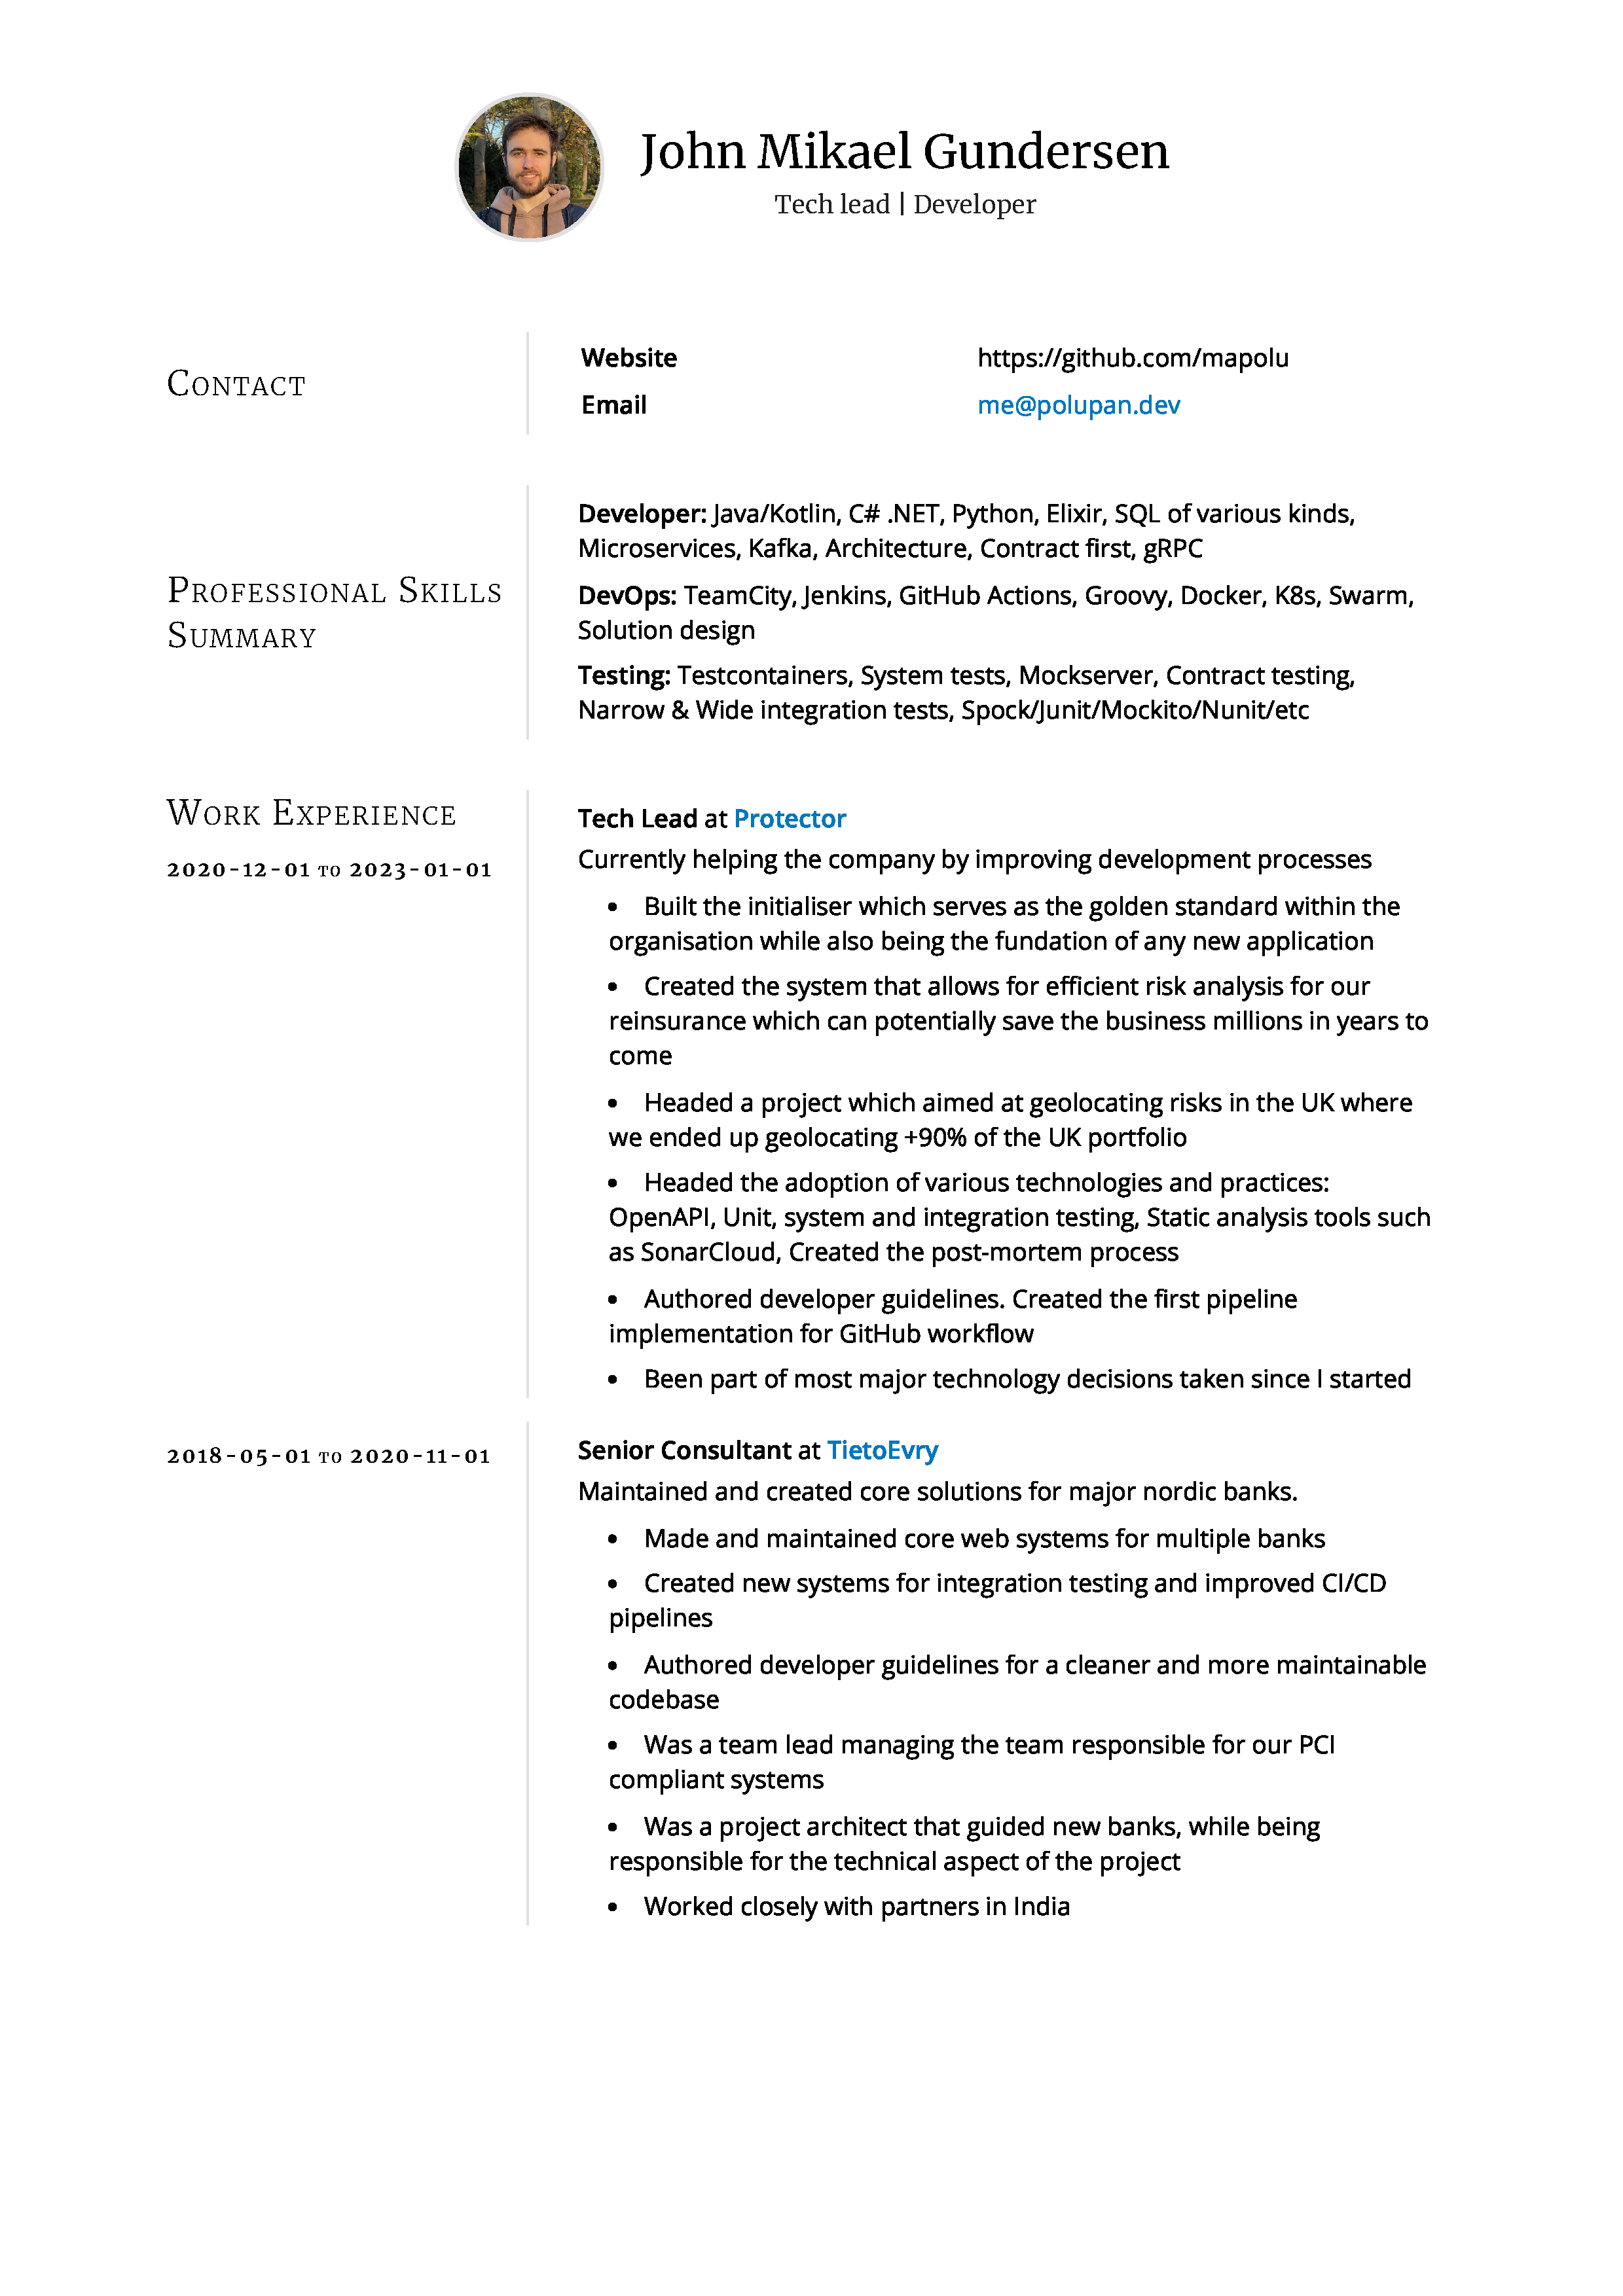 John Mikael Gundersen
Tech lead | Developer
Contact
Website https://github.com/mapolu
Email me@polupan.dev
Professional Skills
Summary
Developer: Java/Kotlin, C# .NET, Python, Elixir, SQL of various kinds,
Microservices, Kafka, Architecture, Contract first, gRPC
DevOps: TeamCity, Jenkins, GitHub Actions, Groovy, Docker, K8s, Swarm,
Solution design
Testing: Testcontainers, System tests, Mockserver, Contract testing,
Narrow & Wide integration tests, Spock/Junit/Mockito/Nunit/etc
Work Experience
2020-12-01 to 2023-01-01
Tech Lead at Protector
Currently helping the company by improving development processes
• Built the initialiser which serves as the golden standard within the
organisation while also being the fundation of any new application
• Created the system that allows for efficient risk analysis for our
reinsurance which can potentially save the business millions in years to
come
• Headed a project which aimed at geolocating risks in the UK where
we ended up geolocating +90% of the UK portfolio
• Headed the adoption of various technologies and practices:
OpenAPI, Unit, system and integration testing, Static analysis tools such
as SonarCloud, Created the post-mortem process
• Authored developer guidelines. Created the first pipeline
implementation for GitHub workflow
• Been part of most major technology decisions taken since I started
2018-05-01 to 2020-11-01
Senior Consultant at TietoEvry
Maintained and created core solutions for major nordic banks.
• Made and maintained core web systems for multiple banks
• Created new systems for integration testing and improved CI/CD
pipelines
• Authored developer guidelines for a cleaner and more maintainable
codebase
• Was a team lead managing the team responsible for our PCI
compliant systems
• Was a project architect that guided new banks, while being
responsible for the technical aspect of the project
• Worked closely with partners in India